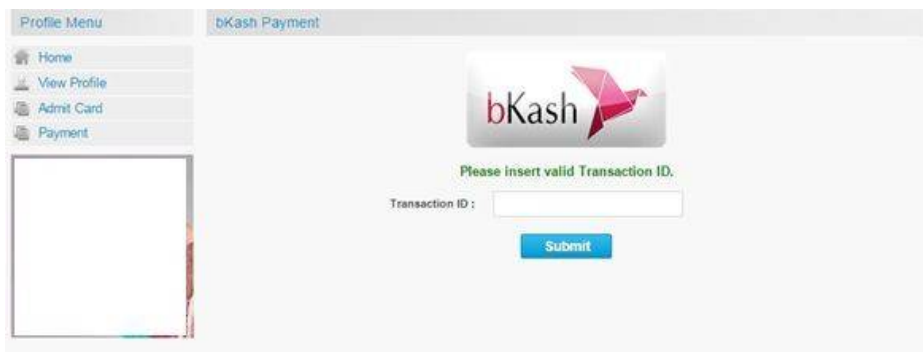 Profile Menu
Home
View Profile
Admit Card
Payment
bKash Payment
bKash
Please insert valid Transaction ID.
Transaction ID :
Submit